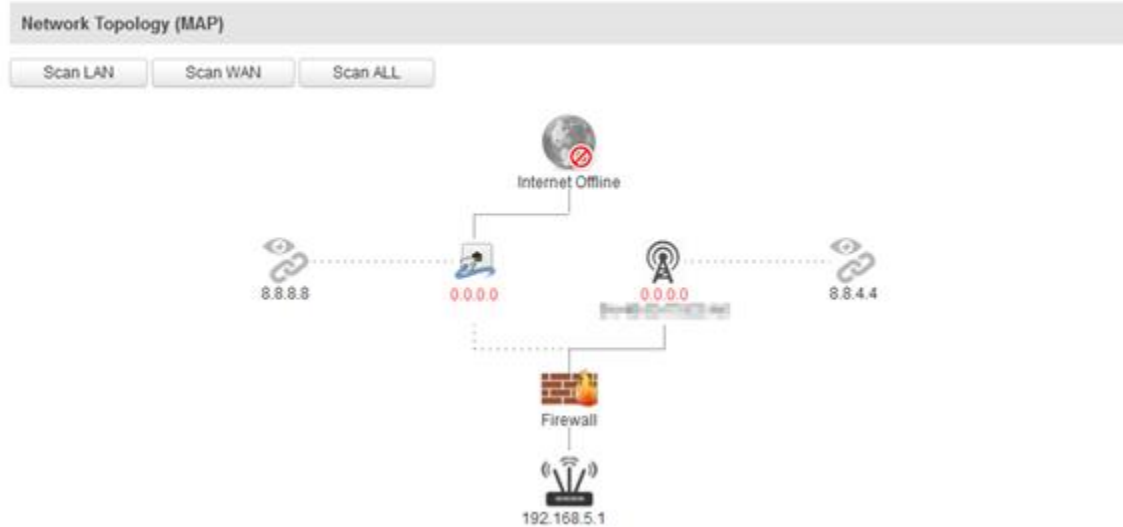 Network Topology (MAP)
Scan LAN Scan WAN Scan ALL
Internet Offline
8.8.8.8 0.0.0.0 0.0.0.0 8.8.4.4
Firewall
192.168.5.1